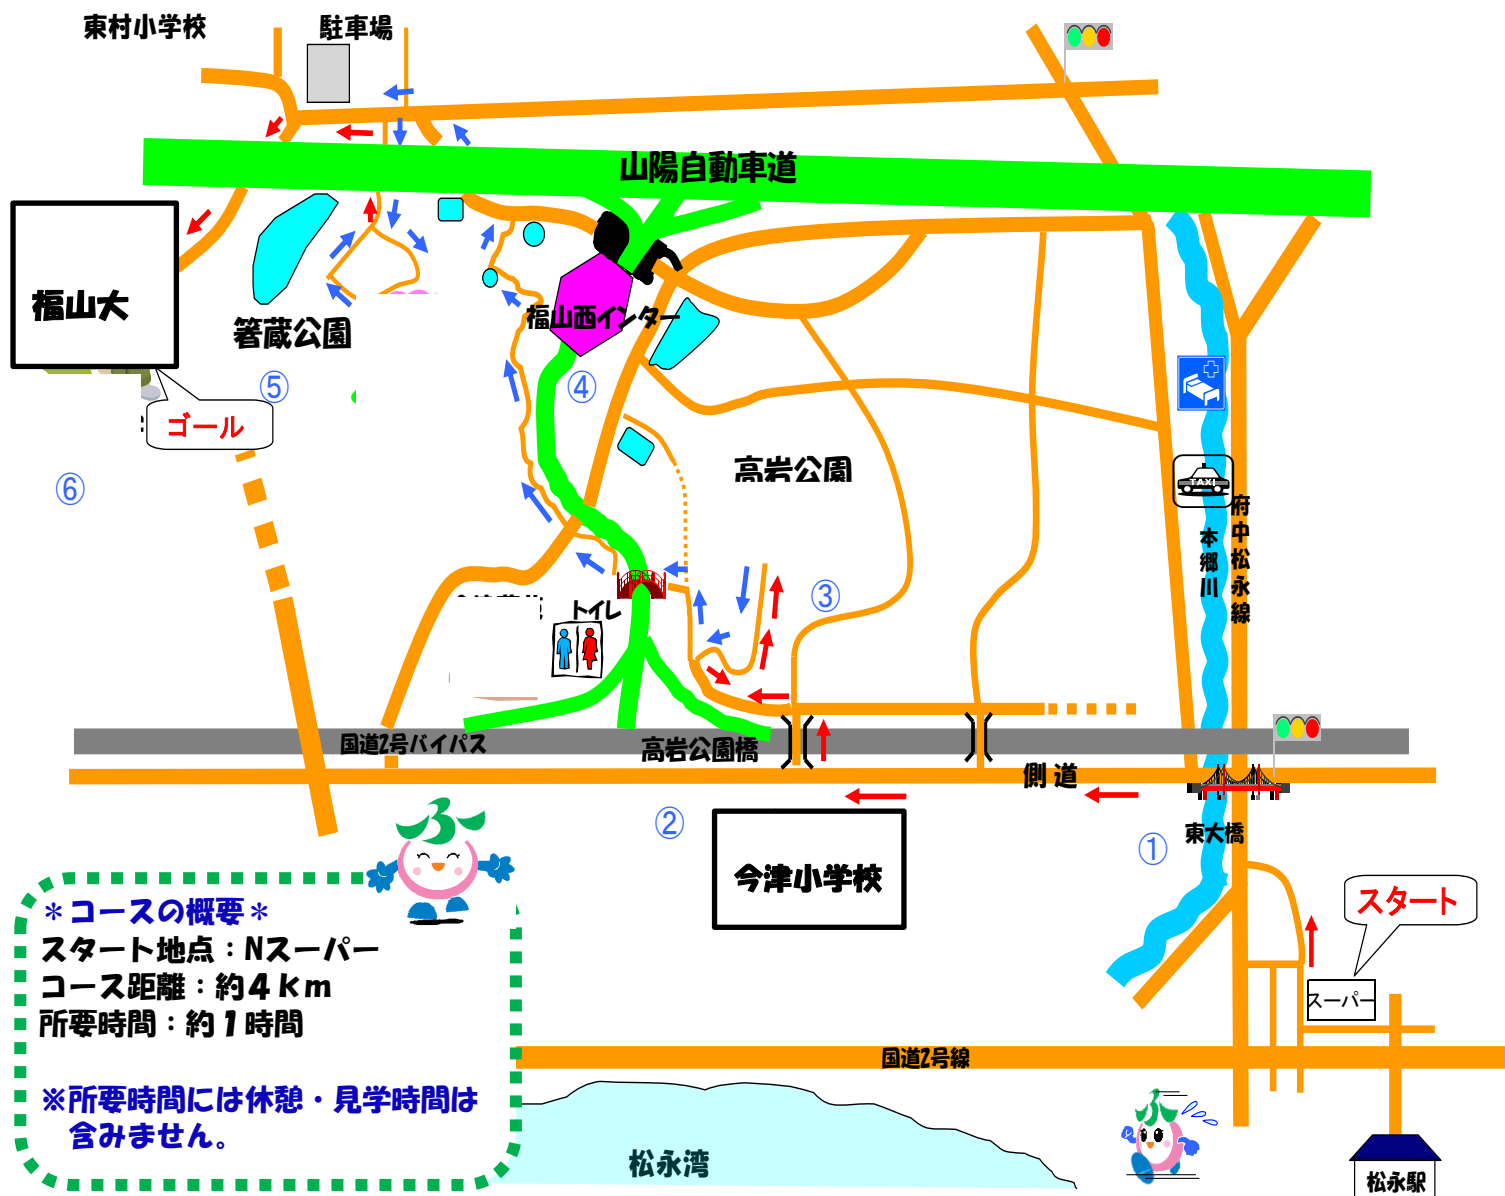 東村小学校
駐車場
山陽自動車道
福山大
箸蔵公園
福山西インター
⑤
④
ゴール
高岩公園
⑥
TAXI
府中松永線
本郷川
③
トイレ
国道2号バイパス
高岩公園橋
側道
②
①
東大橋
今津小学校
スタート
スーパー
＊コースの概要＊
スタート地点：Nスーパー
コース距離：約4km
所要時間：約1時間
※所要時間には休憩・見学時間は
含みません。
国道2号線
松永湾
松永駅
ふ
ふ